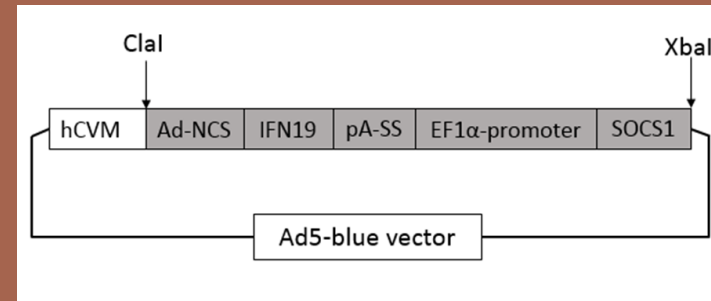 ClaI
XbaI
hCVM Ad-NCS IFN19 pA-SS EF1α-promoter SOCS1
Ad5-blue vector